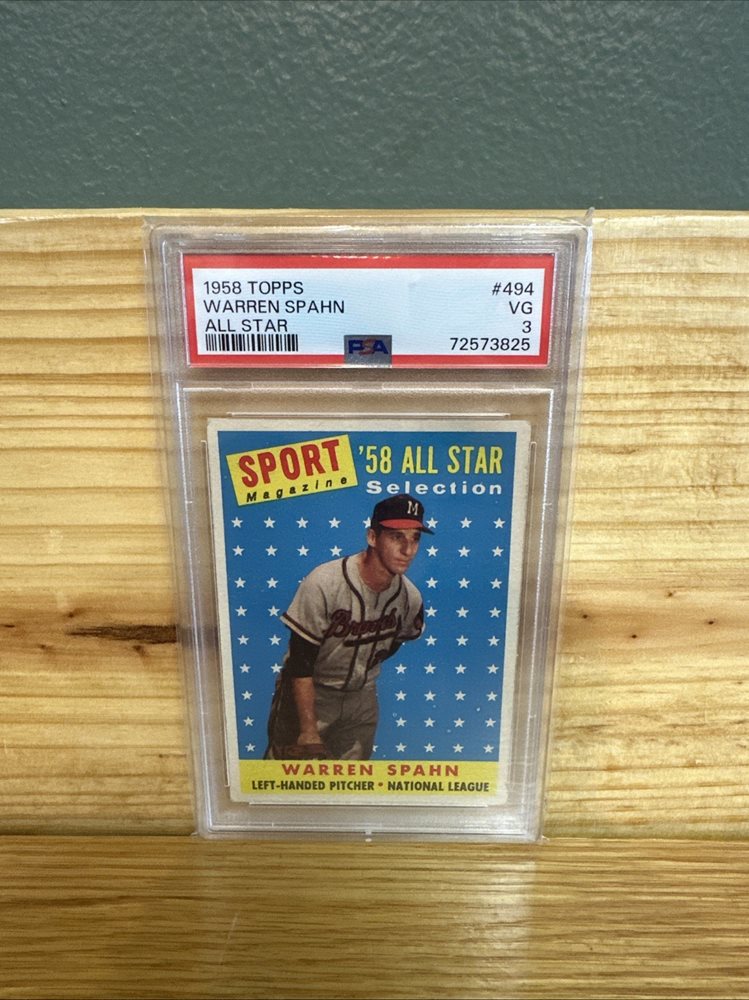 1958 TOPPS #494
WARREN SPAHN VG
ALL STAR 3
PSA 72573825
SPORT '58 ALL STAR
Magazine Selection
M
Braves
WARREN SPAHN
LEFT-HANDED PITCHER • NATIONAL LEAGUE